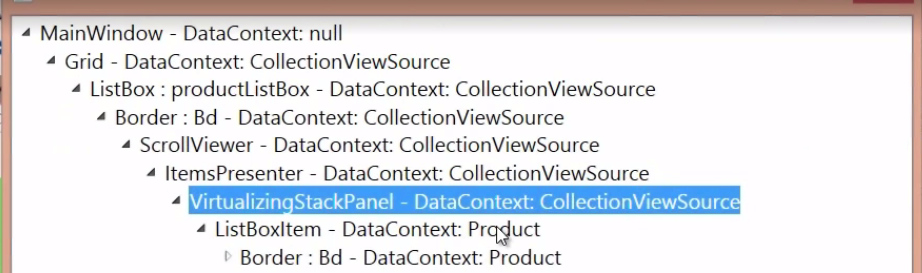 MainWindow - DataContext: null
Grid - DataContext: CollectionViewSource
ListBox : productListBox - DataContext: CollectionViewSource
Border : Bd - DataContext: CollectionViewSource
ScrollViewer - DataContext: CollectionViewSource
ItemsPresenter - DataContext: CollectionViewSource
VirtualizingStackPanel - DataContext: CollectionViewSource
ListBoxItem - DataContext: Product
Border : Bd - DataContext: Product